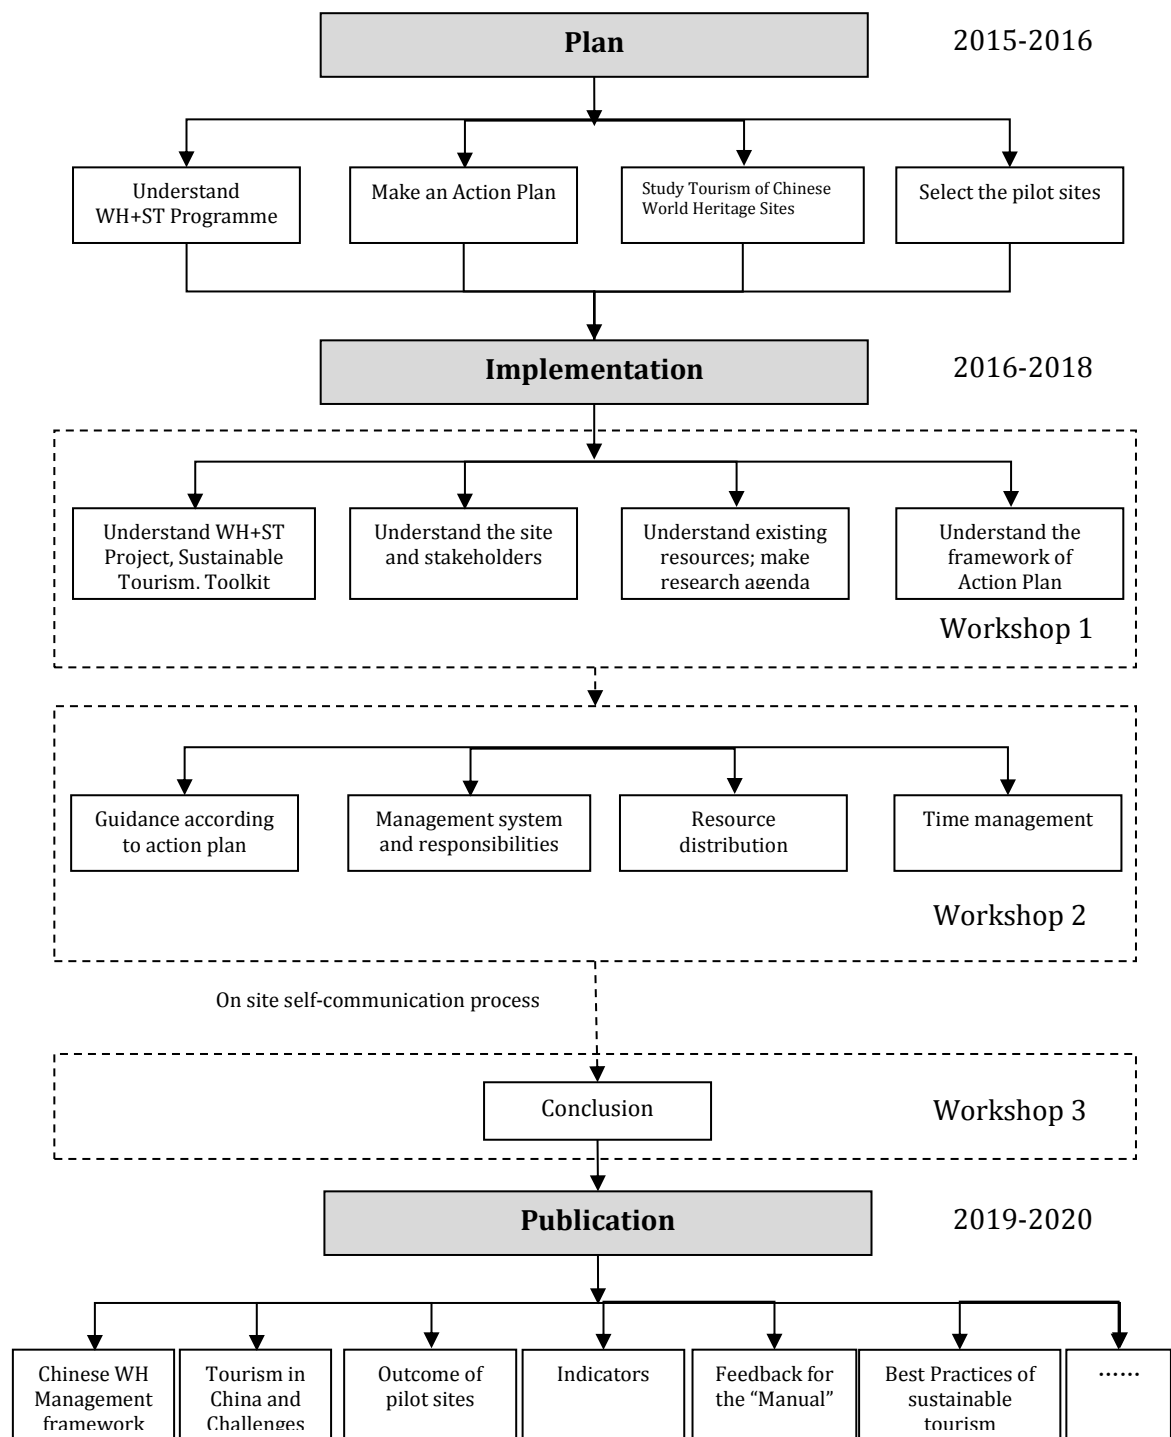 Plan
2015-2016
Understand
WH+ST Programme
Make an Action Plan
Study Tourism of Chinese
World Heritage Sites
Select the pilot sites
Implementation
2016-2018
Understand WH+ST
Project, Sustainable
Tourism, Toolkit
Understand the site
and stakeholders
Understand existing
resources; make
research agenda
Understand the
framework of
Action Plan
Workshop 1
Guidance according
to action plan
Management system
and responsibilities
Resource
distribution
Time management
Workshop 2
On site self-communication process
Conclusion
Workshop 3
Publication
2019-2020
Chinese WH
Management
framework
Tourism in
China and
Challenges
Outcome of
pilot sites
Indicators
Feedback for
the “Manual”
Best Practices of
sustainable
tourism
……